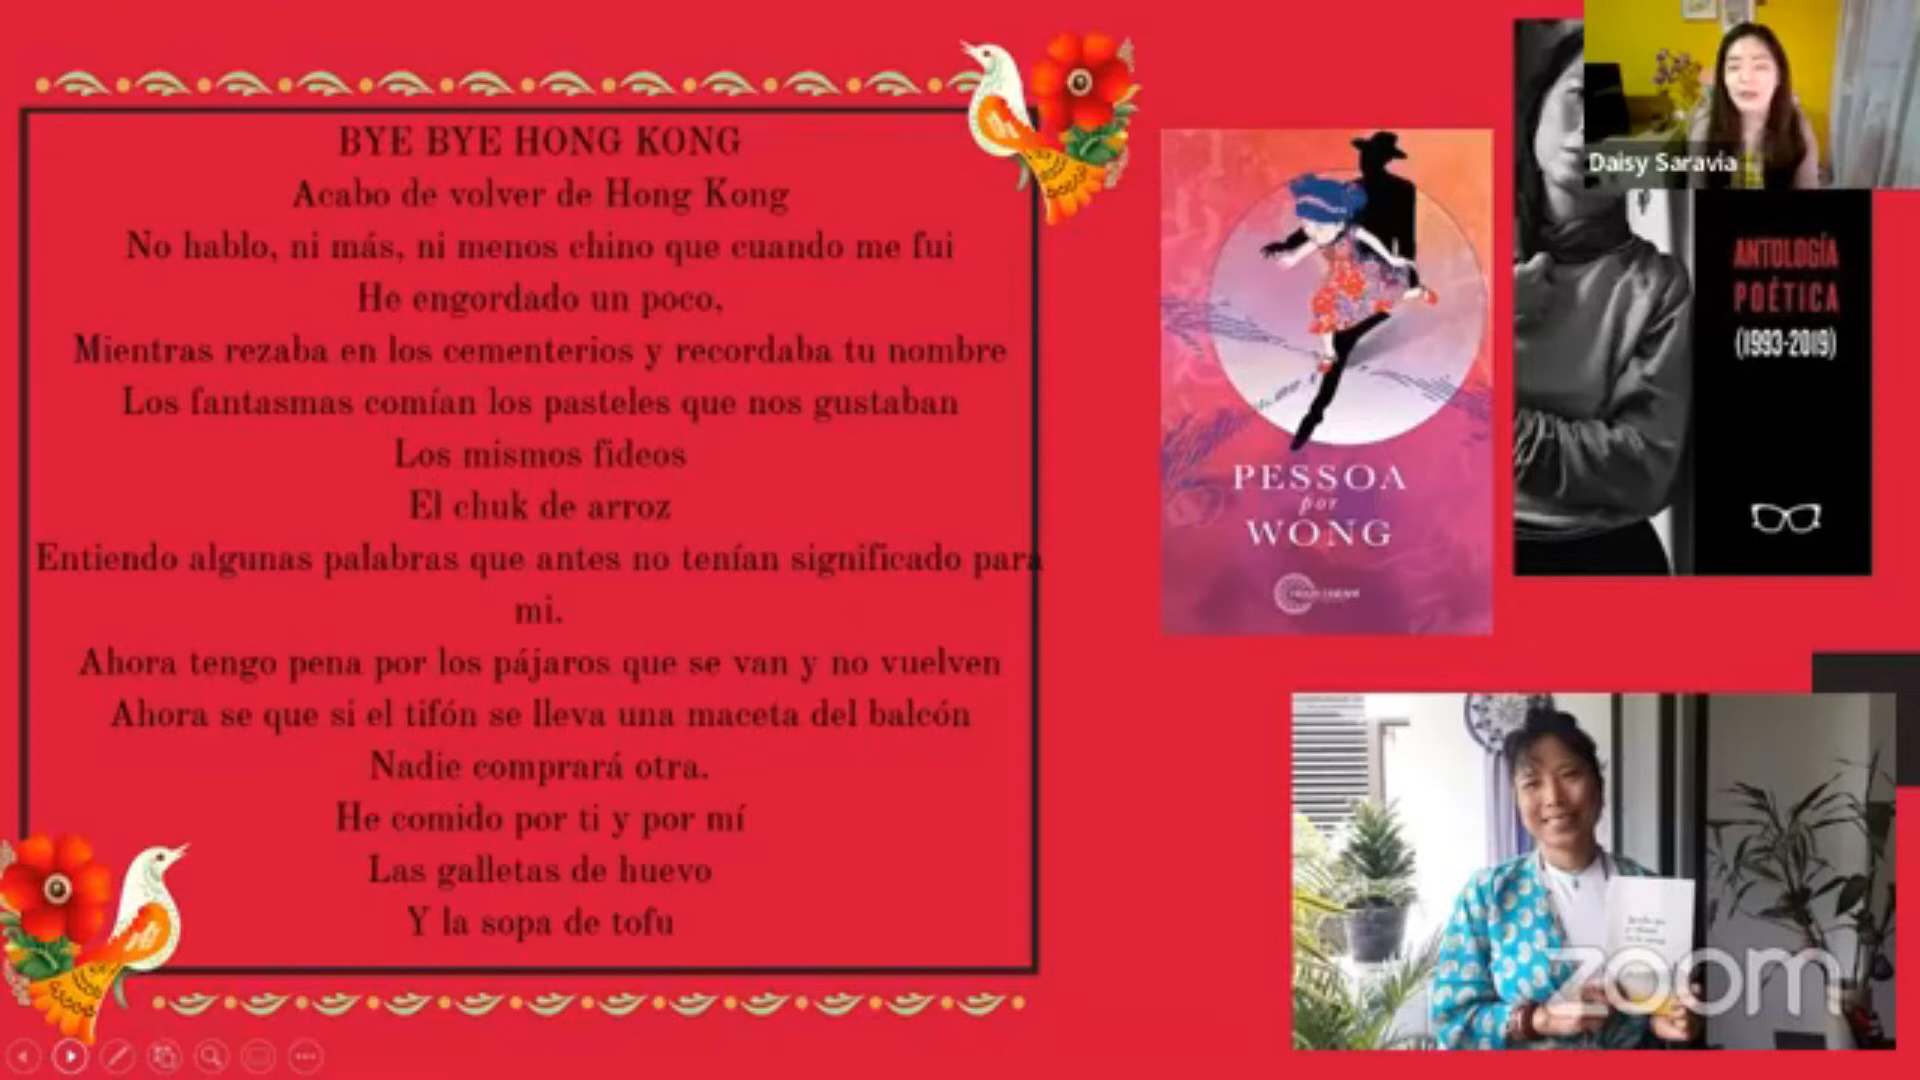 BYE BYE HONG KONG
Acabo de volver de Hong Kong
No hablo, ni más, ni menos chino que cuando me fui
He engordado un poco,
Mientras rezaba en los cementerios y recordaba tu nombre
Los fantasmas comían los pasteles que nos gustaban
Los mismos fideos
El chuk de arroz
Entiendo algunas palabras que antes no tenían significado para
mi.
Ahora tengo pena por los pájaros que se van y no vuelven
Ahora se que si el tifón se lleva una maceta del balcón
Nadie comprará otra.
He comido por ti y por mí
Las galletas de huevo
Y la sopa de tofu
PESSOA
por
WONG
Daisy Saravia
ANTOLOGÍA
POÉTICA
(1993-2019)
zoom